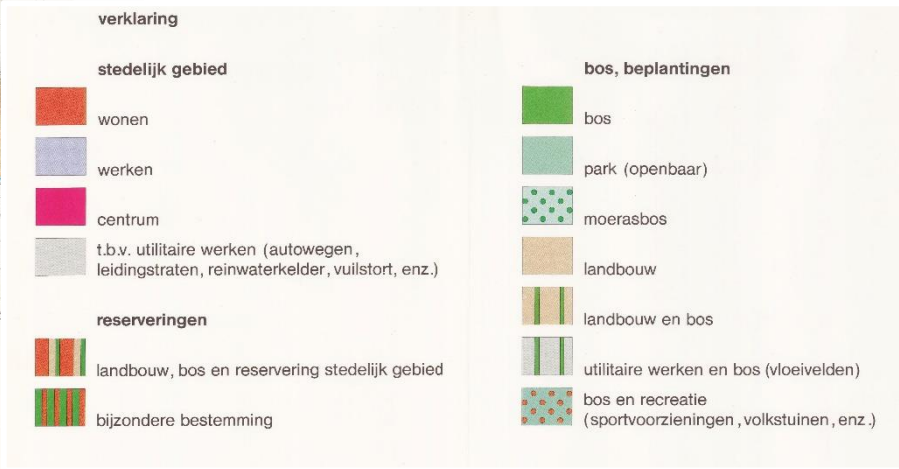 verklaring
stedelijk gebied
wonen
werken
centrum
t.b.v. utilitaire werken (autowegen,
leidingstraten, reinwaterkelder, vuilstort, enz.)
reserveringen
landbouw, bos en reservering stedelijk gebied
bijzondere bestemming
bos, beplantingen
bos
park (openbaar)
moerasbos
landbouw
landbouw en bos
utilitaire werken en bos (vloeivelden)
bos en recreatie
(sportvoorzieningen, volkstuinen, enz.)